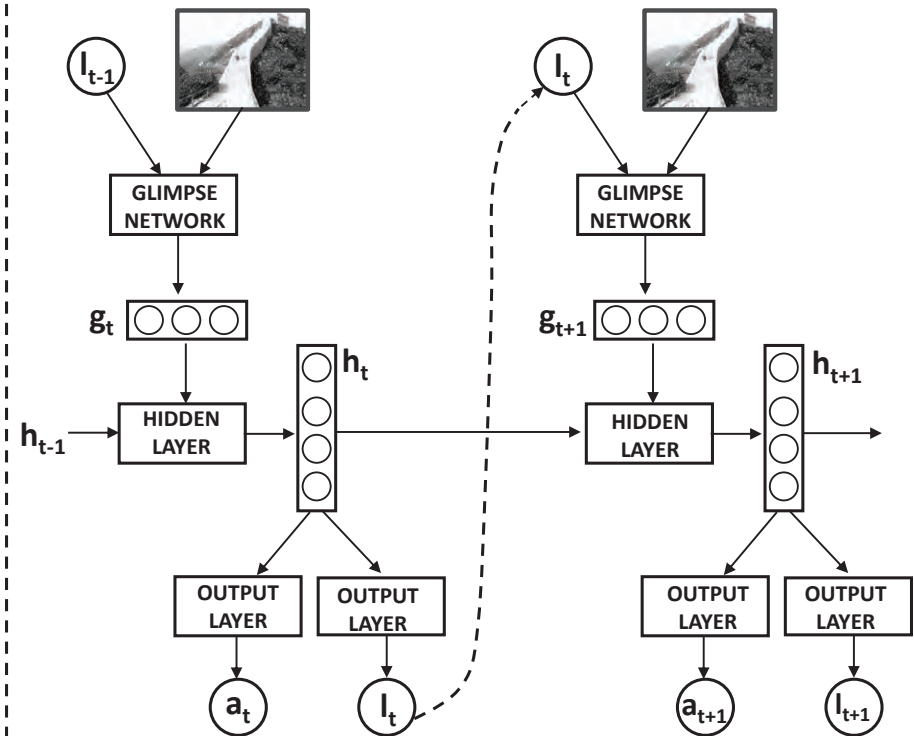 l_{t-1}
l_t
GLIMPSE
NETWORK
GLIMPSE
NETWORK
g_t
g_{t+1}
h_t
h_{t+1}
h_{t-1}
HIDDEN
LAYER
HIDDEN
LAYER
OUTPUT
LAYER
OUTPUT
LAYER
OUTPUT
LAYER
OUTPUT
LAYER
a_t
l_t
a_{t+1}
l_{t+1}